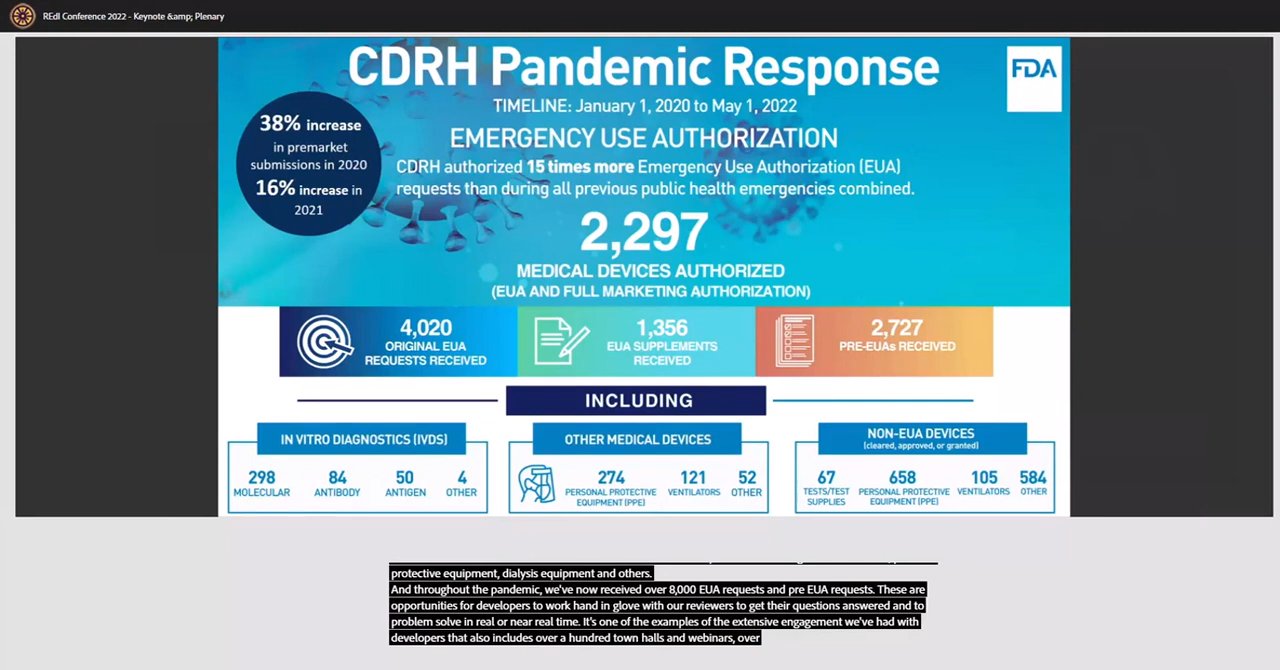 REdI Conference 2022 - Keynote &amp; Plenary
CDRH Pandemic Response
FDA
TIMELINE: January 1, 2020 to May 1, 2022
38% increase
in premarket
submissions in 2020
16% increase in
2021
EMERGENCY USE AUTHORIZATION
CDRH authorized 15 times more Emergency Use Authorization (EUA)
requests than during all previous public health emergencies combined.
2,297
MEDICAL DEVICES AUTHORIZED
(EUA AND FULL MARKETING AUTHORIZATION)
4,020
ORIGINAL EUA
REQUESTS RECEIVED
1,356
EUA SUPPLEMENTS
RECEIVED
2,727
PRE-EUAs RECEIVED
INCLUDING
IN VITRO DIAGNOSTICS (IVDS)
298
MOLECULAR
84
ANTIBODY
50
ANTIGEN
4
OTHER
OTHER MEDICAL DEVICES
274
PERSONAL PROTECTIVE
EQUIPMENT (PPE)
121
VENTILATORS
52
OTHER
NON-EUA DEVICES
(cleared, approved, or granted)
67
TESTS/TEST
SUPPLIES
658
PERSONAL PROTECTIVE
EQUIPMENT (PPE)
105
VENTILATORS
584
OTHER
protective equipment, dialysis equipment and others.
And throughout the pandemic, we've now received over 8,000 EUA requests and pre EUA requests. These are
opportunities for developers to work hand in glove with our reviewers to get their questions answered and to
problem solve in real or near real time. It's one of the examples of the extensive engagement we've had with
developers that also includes over a hundred town halls and webinars, over